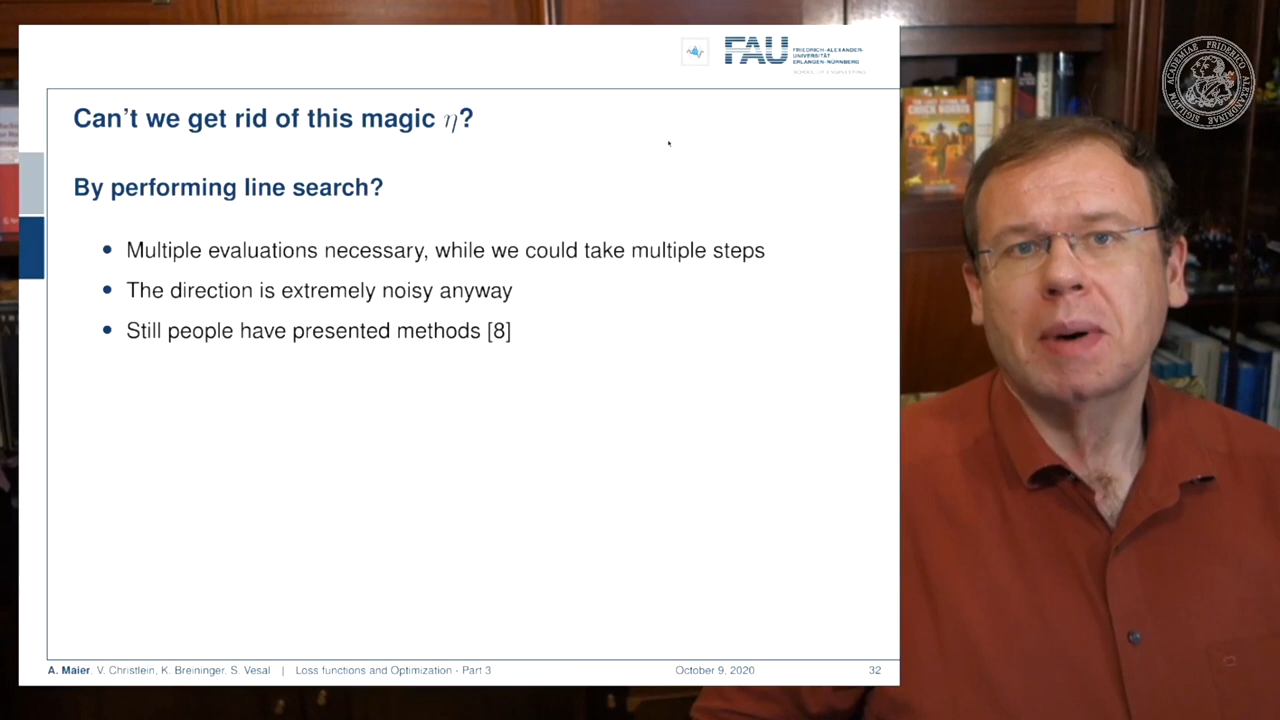 FAU
FRIEDRICH-ALEXANDER-
UNIVERSITÄT
ERLANGEN-NÜRNBERG
Can't we get rid of this magic η?
By performing line search?
• Multiple evaluations necessary, while we could take multiple steps
• The direction is extremely noisy anyway
• Still people have presented methods [8]
A. Maier, V. Christlein, K. Breininger, S. Vesal | Loss functions and Optimization - Part 3 October 9, 2020 32